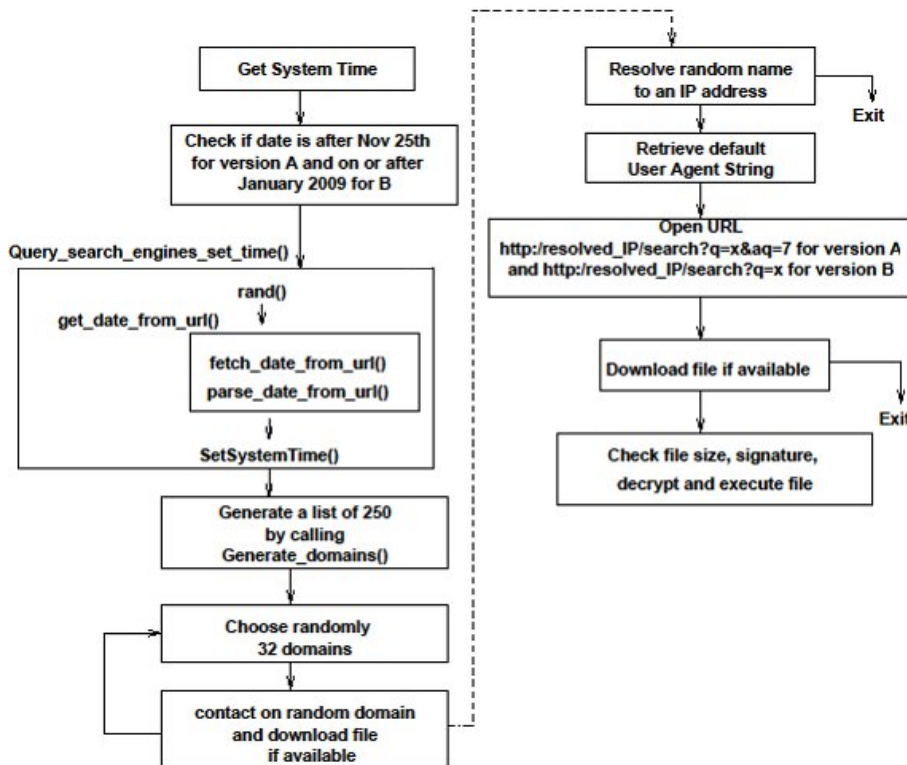 Get System Time
Check if date is after Nov 25th
for version A and on or after
January 2009 for B
Query_search_engines_set_time()
rand()
get_date_from_url()
fetch_date_from_url()
parse_date_from_url()
SetSystemTime()
Generate a list of 250
by calling
Generate_domains()
Choose randomly
32 domains
contact on random domain
and download file
if available
Resolve random name
to an IP address
Exit
Retrieve default
User Agent String
Open URL
http:/resolved_IP/search?q=x&aq=7 for version A
and http:/resolved_IP/search?q=x for version B
Download file if available
Exit
Check file size, signature,
decrypt and execute file